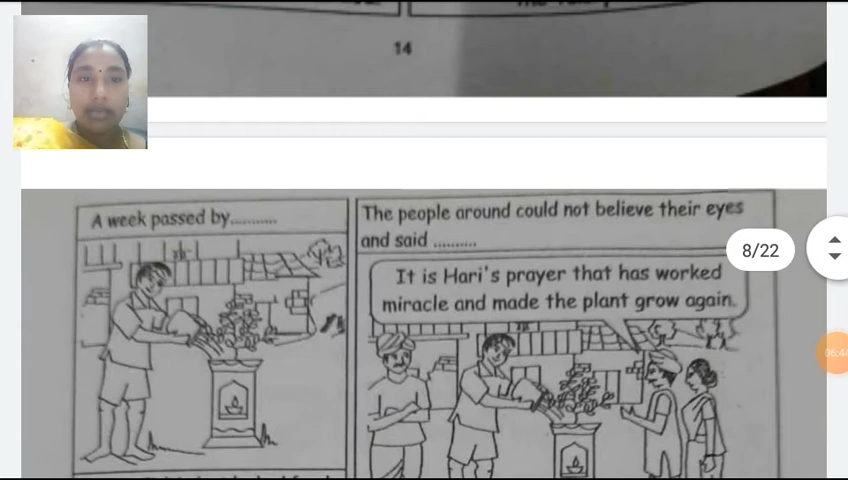 14
A week passed by...........
The people around could not believe their eyes
and said ..........
It is Hari's prayer that has worked
miracle and made the plant grow again.
8/22